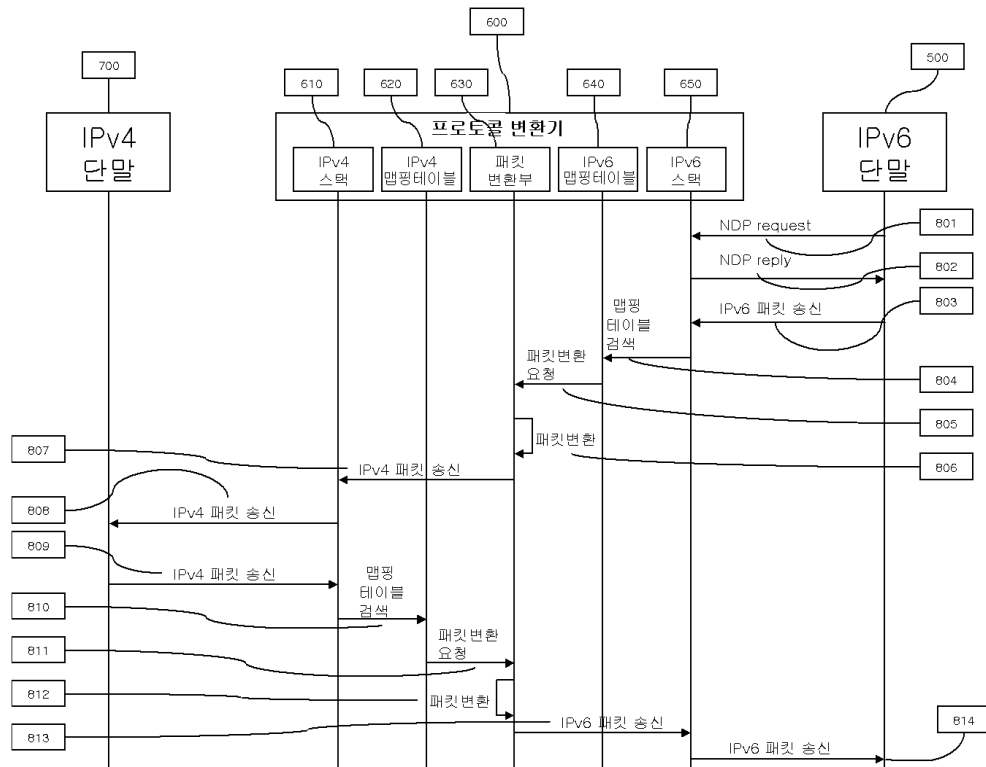 600
700
610
620
630
640
650
500
IPv4
단말
프로토콜 변환기
IPv4
스택
IPv4
맵핑테이블
패킷
변환부
IPv6
맵핑테이블
IPv6
스택
IPv6
단말
NDP request
801
NDP reply
802
IPv6 패킷 송신
803
맵핑
테이블
검색
804
패킷변환
요청
805
패킷변환
806
807
IPv4 패킷 송신
808
IPv4 패킷 송신
809
IPv4 패킷 송신
맵핑
테이블
검색
810
패킷변환
요청
811
812
패킷변환
813
IPv6 패킷 송신
814
IPv6 패킷 송신